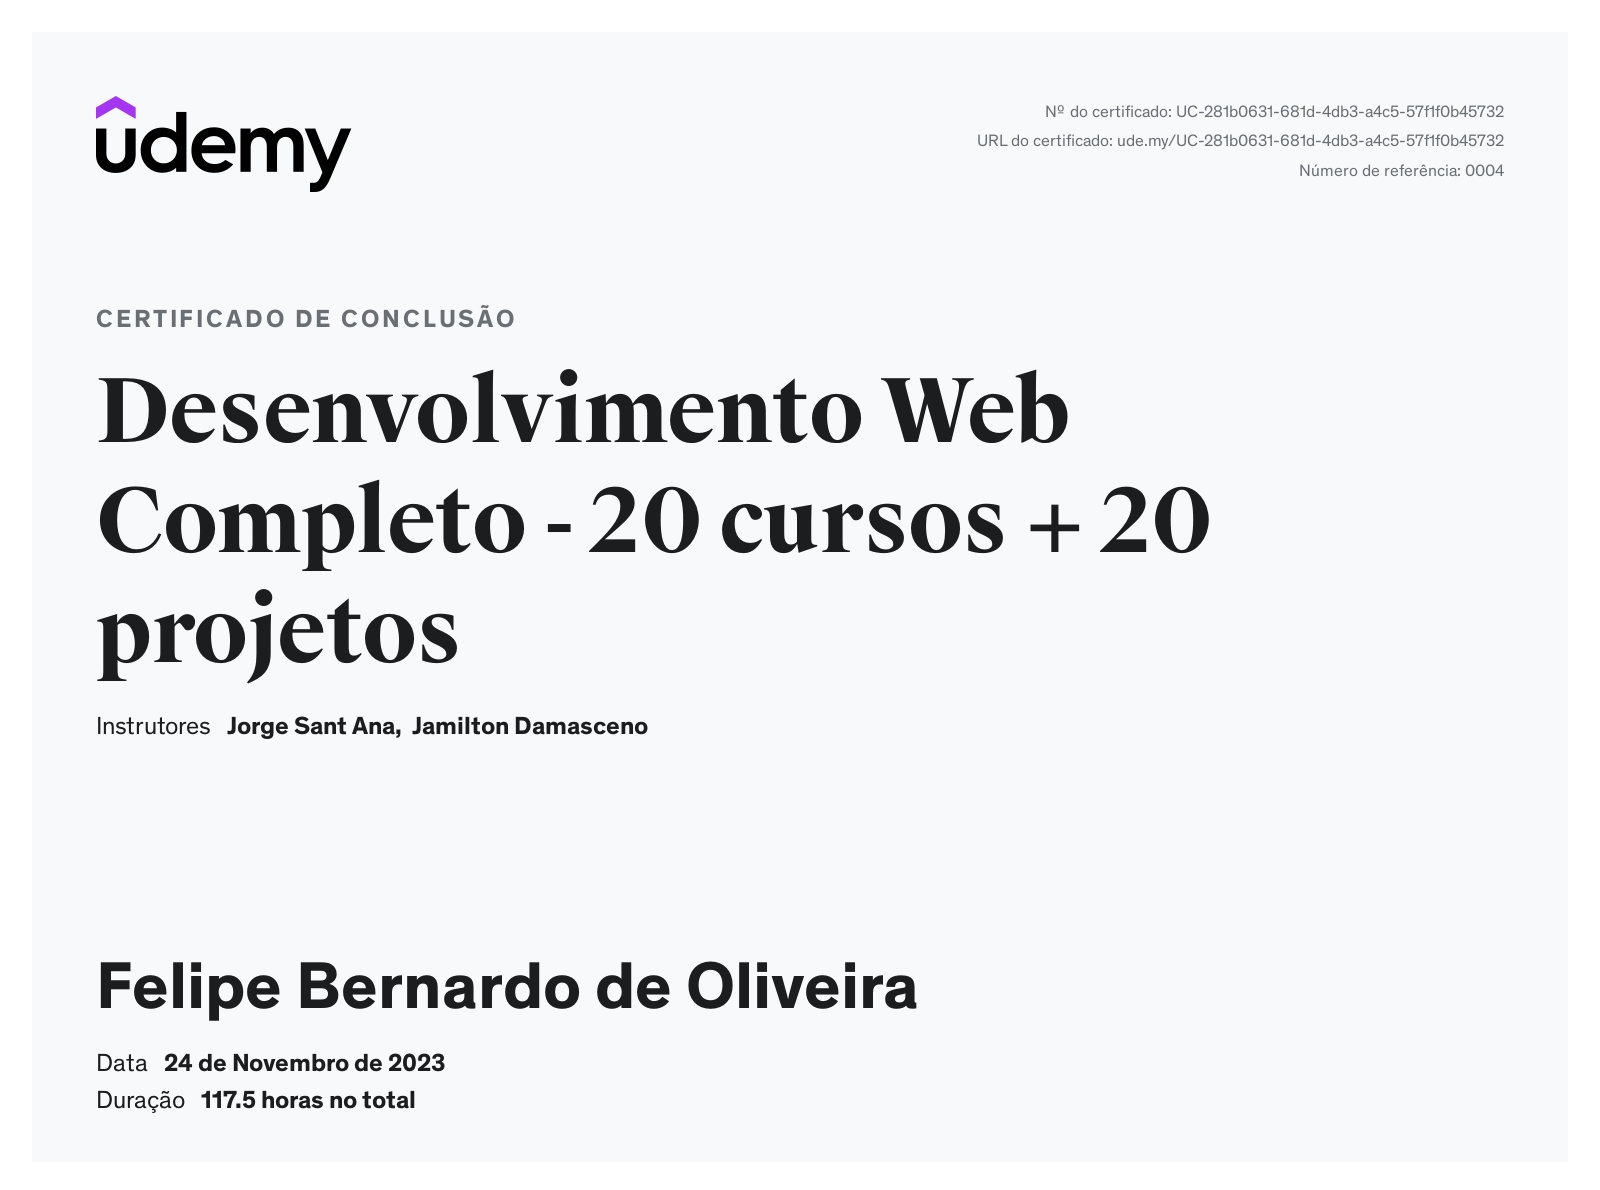 udemy
Nº do certificado: UC-281b0631-681d-4db3-a4c5-57f1f0b45732
URL do certificado: ude.my/UC-281b0631-681d-4db3-a4c5-57f1f0b45732
Número de referência: 0004
CERTIFICADO DE CONCLUSÃO
Desenvolvimento Web
Completo - 20 cursos + 20
projetos
Instrutores Jorge Sant Ana, Jamilton Damasceno
Felipe Bernardo de Oliveira
Data 24 de Novembro de 2023
Duração 117.5 horas no total